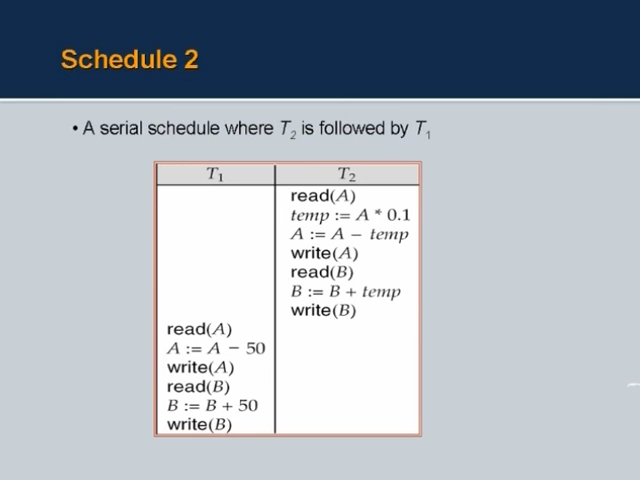 Schedule 2
• A serial schedule where T₂ is followed by T₁
T₁ T₂
read(A)
temp := A * 0.1
A := A − temp
write(A)
read(B)
B := B + temp
write(B)
read(A)
A := A − 50
write(A)
read(B)
B := B + 50
write(B)